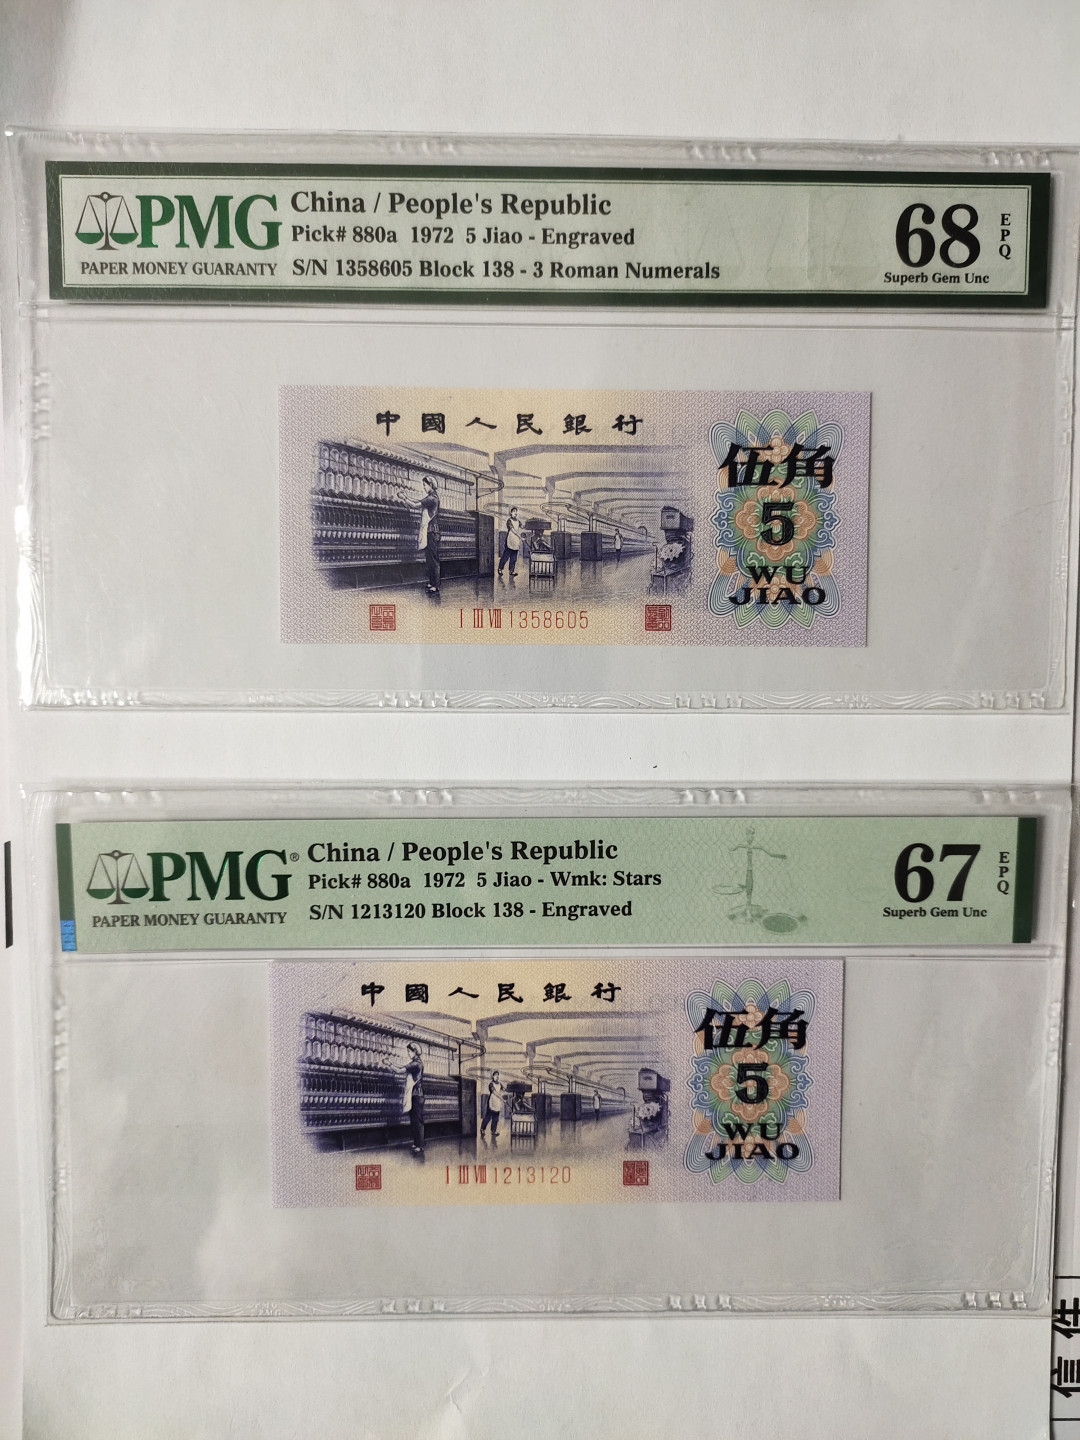 PMG
PAPER MONEY GUARANTY
China / People's Republic
Pick# 880a 1972 5 Jiao - Engraved
S/N 1358605 Block 138 - 3 Roman Numerals
68
EPQ
Superb Gem Unc
中國人民銀行
伍角
5
WU
JIAO
I III VIII 1358605
PMG®
PAPER MONEY GUARANTY
China / People's Republic
Pick# 880a 1972 5 Jiao - Wmk: Stars
S/N 1213120 Block 138 - Engraved
67
EPQ
Superb Gem Unc
中國人民銀行
伍角
5
WU
JIAO
I III VIII 1213120
信任